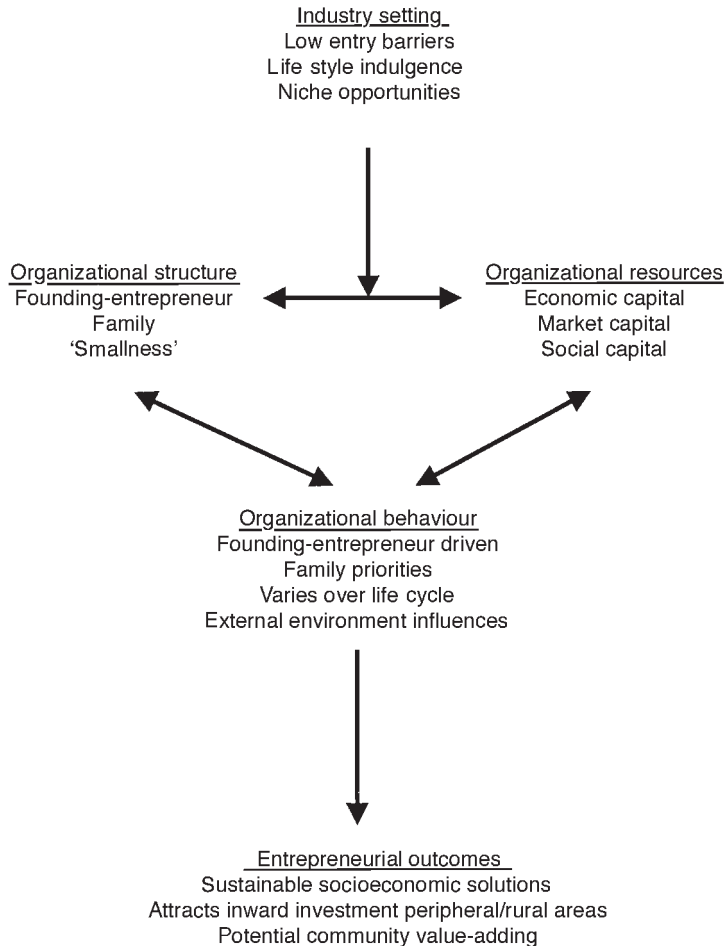 Industry setting
Low entry barriers
Life style indulgence
Niche opportunities
Organizational structure
Founding-entrepreneur
Family
‘Smallness’
Organizational resources
Economic capital
Market capital
Social capital
Organizational behaviour
Founding-entrepreneur driven
Family priorities
Varies over life cycle
External environment influences
Entrepreneurial outcomes
Sustainable socioeconomic solutions
Attracts inward investment peripheral/rural areas
Potential community value-adding